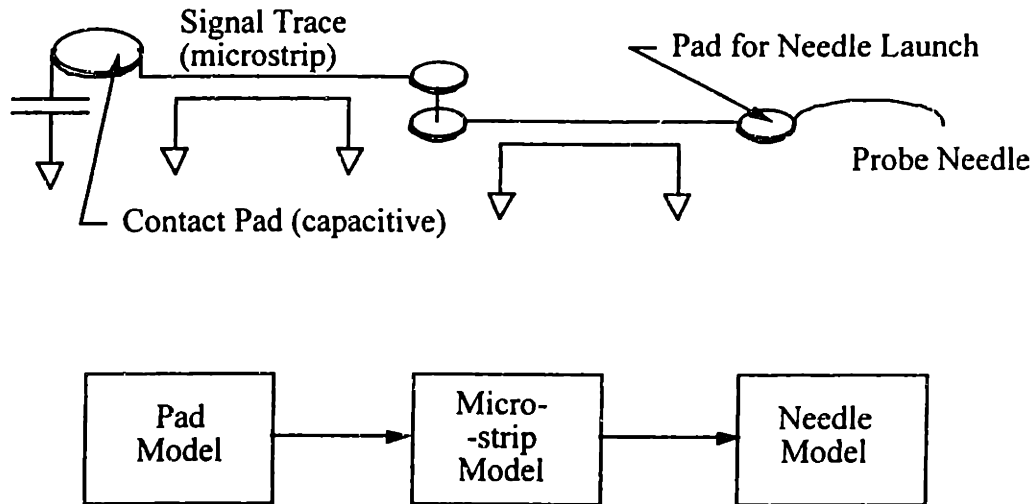 Signal Trace
(microstrip)
Pad for Needle Launch
Probe Needle
Contact Pad (capacitive)
Pad
Model
Micro-
-strip
Model
Needle
Model